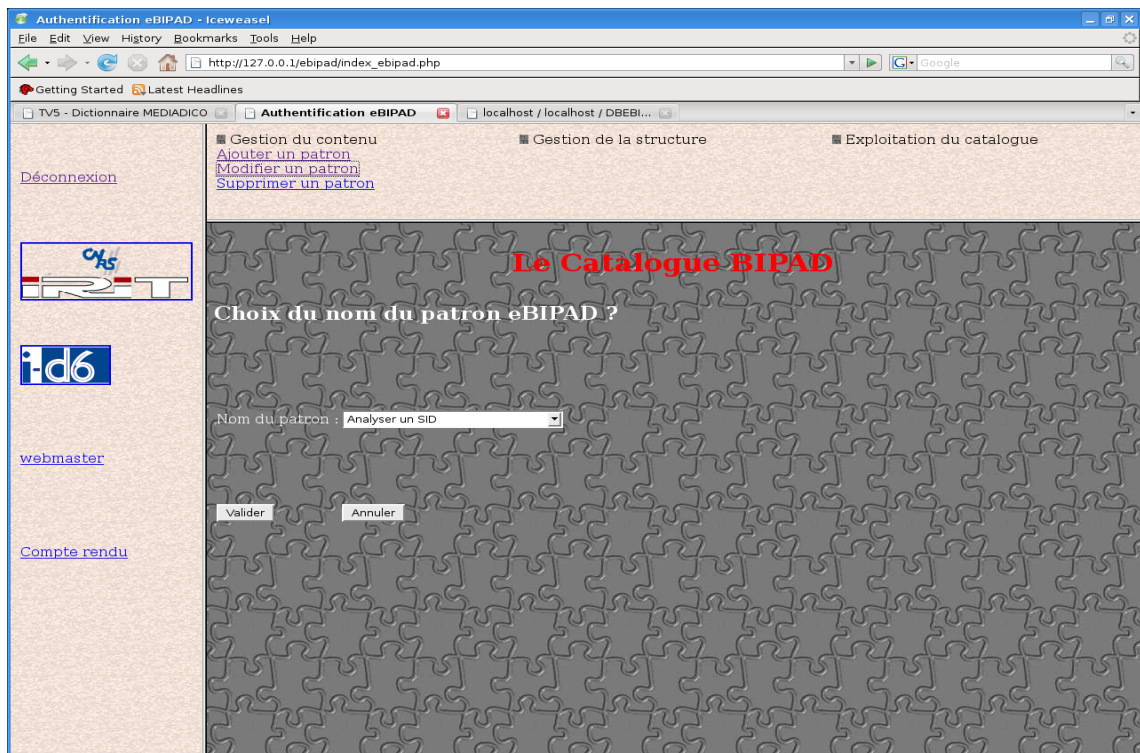 Authentification eBIPAD - Iceweasel
File Edit View History Bookmarks Tools Help
http://127.0.0.1/ebipad/index_ebipad.php
G Google
Getting Started Latest Headlines
TV5 - Dictionnaire MEDIADICO Authentification eBIPAD localhost / localhost / DBEBI...
Gestion du contenu Gestion de la structure Exploitation du catalogue
Ajouter un patron
Modifier un patron
Supprimer un patron
Déconnexion
CNRS
IRIT
i-d6
webmaster
Compte rendu
Le Catalogue BIPAD
Choix du nom du patron eBIPAD ?
Nom du patron : Analyser un SID
Valider Annuler